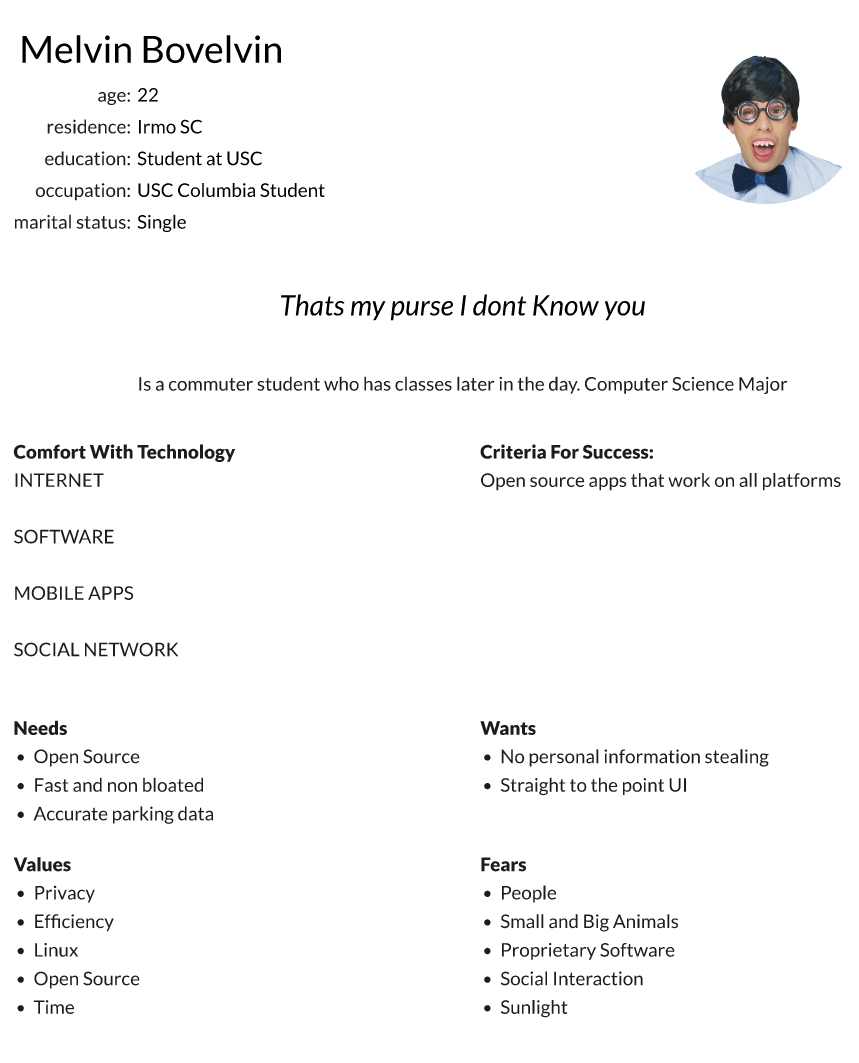 Melvin Bovelvin
age: 22
residence: Irmo SC
education: Student at USC
occupation: USC Columbia Student
marital status: Single
Thats my purse I dont Know you
Is a commuter student who has classes later in the day. Computer Science Major
Comfort With Technology
INTERNET
SOFTWARE
MOBILE APPS
SOCIAL NETWORK
Criteria For Success:
Open source apps that work on all platforms
Needs
• Open Source
• Fast and non bloated
• Accurate parking data
Wants
• No personal information stealing
• Straight to the point UI
Values
• Privacy
• Efficiency
• Linux
• Open Source
• Time
Fears
• People
• Small and Big Animals
• Proprietary Software
• Social Interaction
• Sunlight